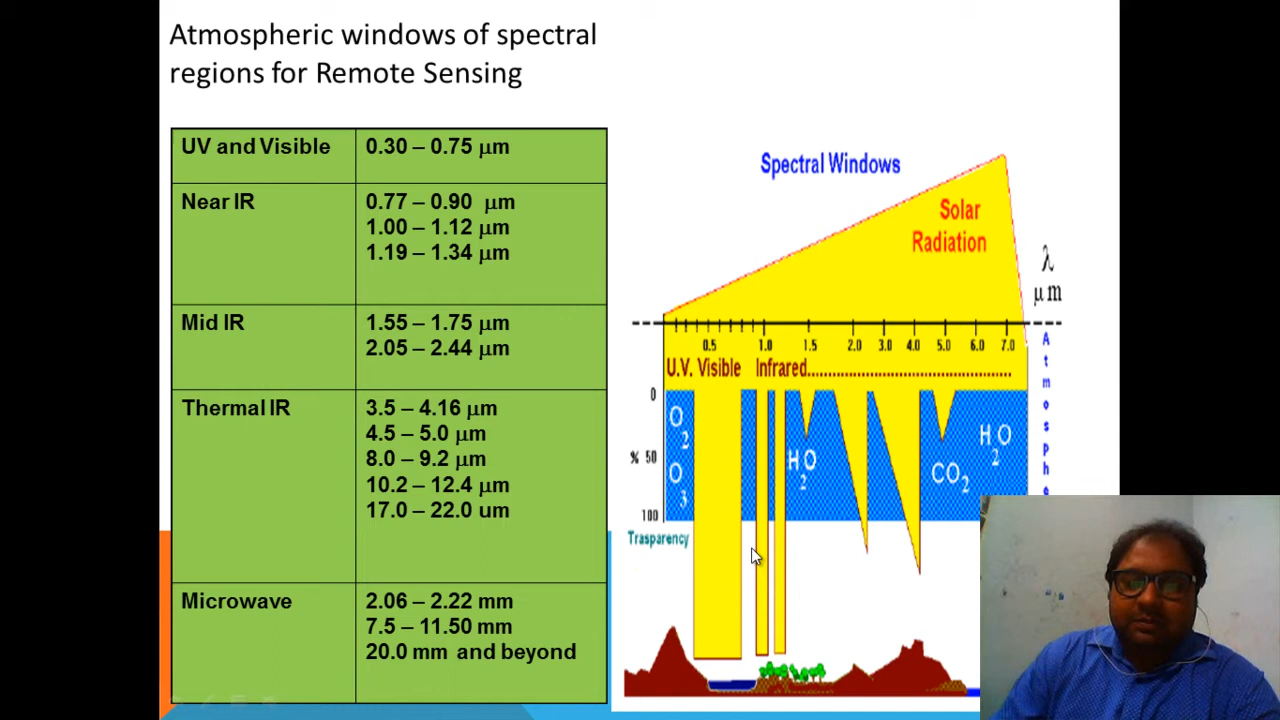 Atmospheric windows of spectral
regions for Remote Sensing
UV and Visible
0.30 – 0.75 μm
Near IR
0.77 – 0.90 μm
1.00 – 1.12 μm
1.19 – 1.34 μm
Mid IR
1.55 – 1.75 μm
2.05 – 2.44 μm
Thermal IR
3.5 – 4.16 μm
4.5 – 5.0 μm
8.0 – 9.2 μm
10.2 – 12.4 μm
17.0 – 22.0 um
Microwave
2.06 – 2.22 mm
7.5 – 11.50 mm
20.0 mm and beyond
Spectral Windows
Solar
Radiation
λ
μ m
0.5 1.0 1.5 2.0 3.0 4.0 5.0 6.0 7.0
U.V. Visible Infrared
0
% 50
100
Trasparency
O2
O3
H2O
CO2
H2O